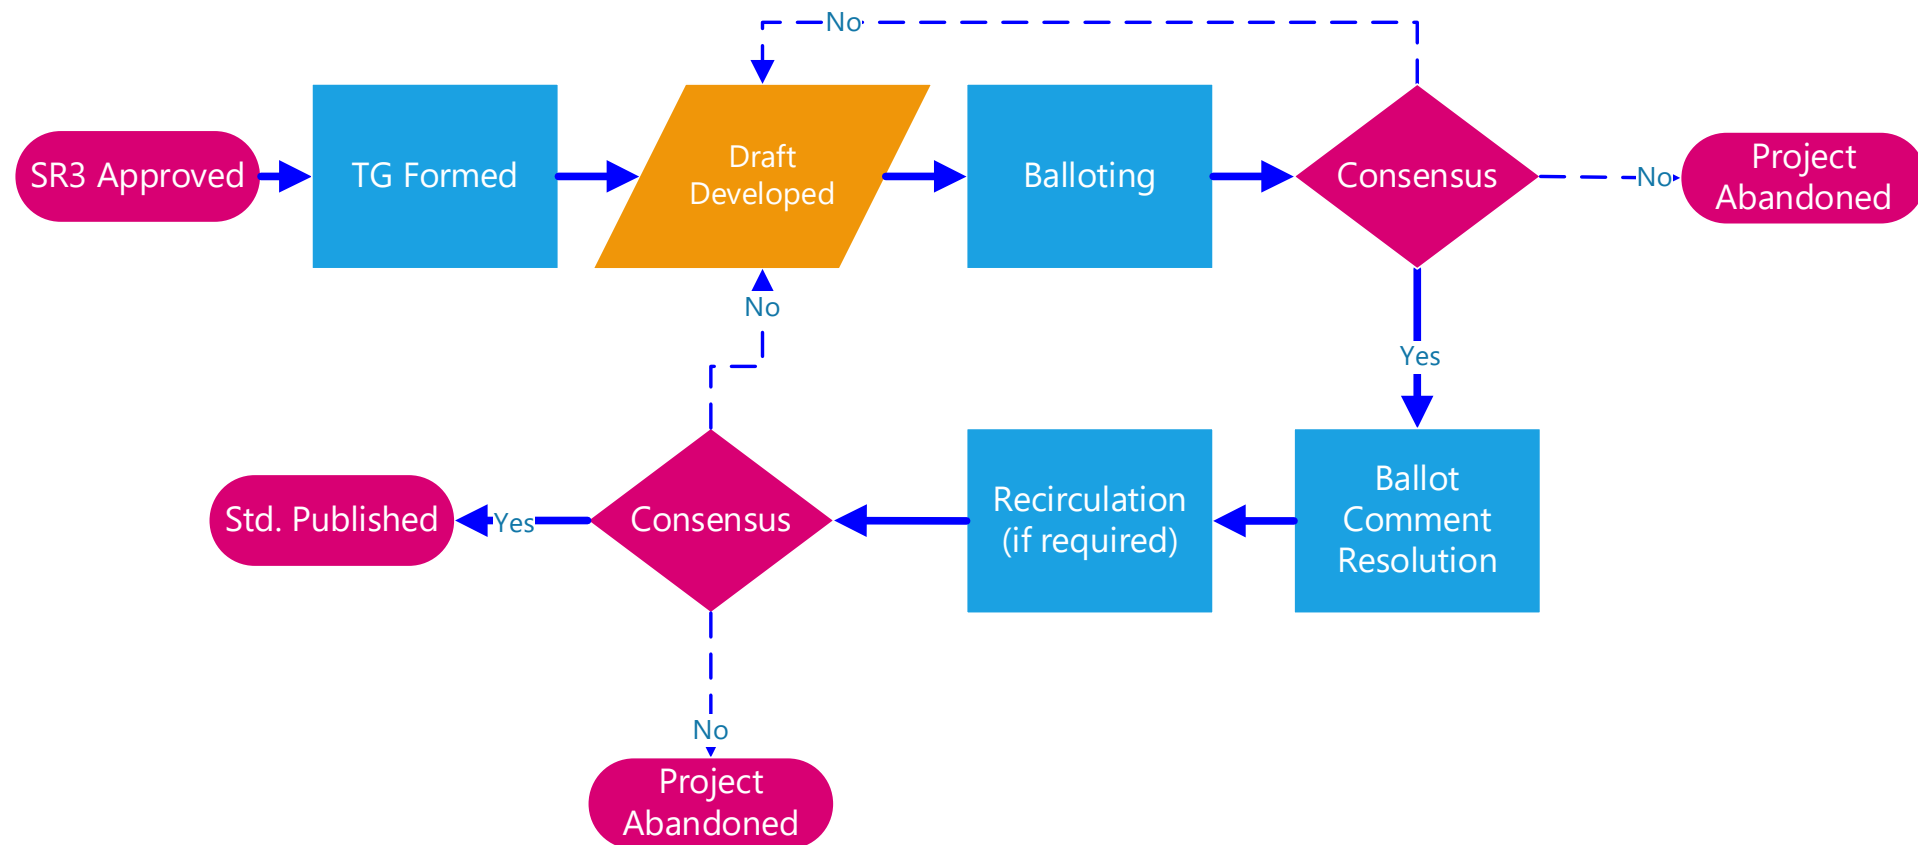 No
SR3 Approved
TG Formed
Draft
Developed
Balloting
Consensus
No
Project
Abandoned
No
Yes
Std. Published
Yes
Consensus
Recirculation
(if required)
Ballot
Comment
Resolution
No
Project
Abandoned